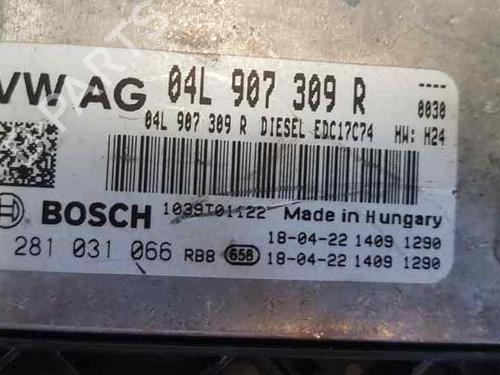 VW AG 04L 907 309 R
0030
04L 907 309 R DIESEL EDC17C74 HW: H24
BOSCH 1039T01122 Made in Hungary
281 031 066 RB8 658 18-04-22 1409 1290
18-04-22 1409 1290